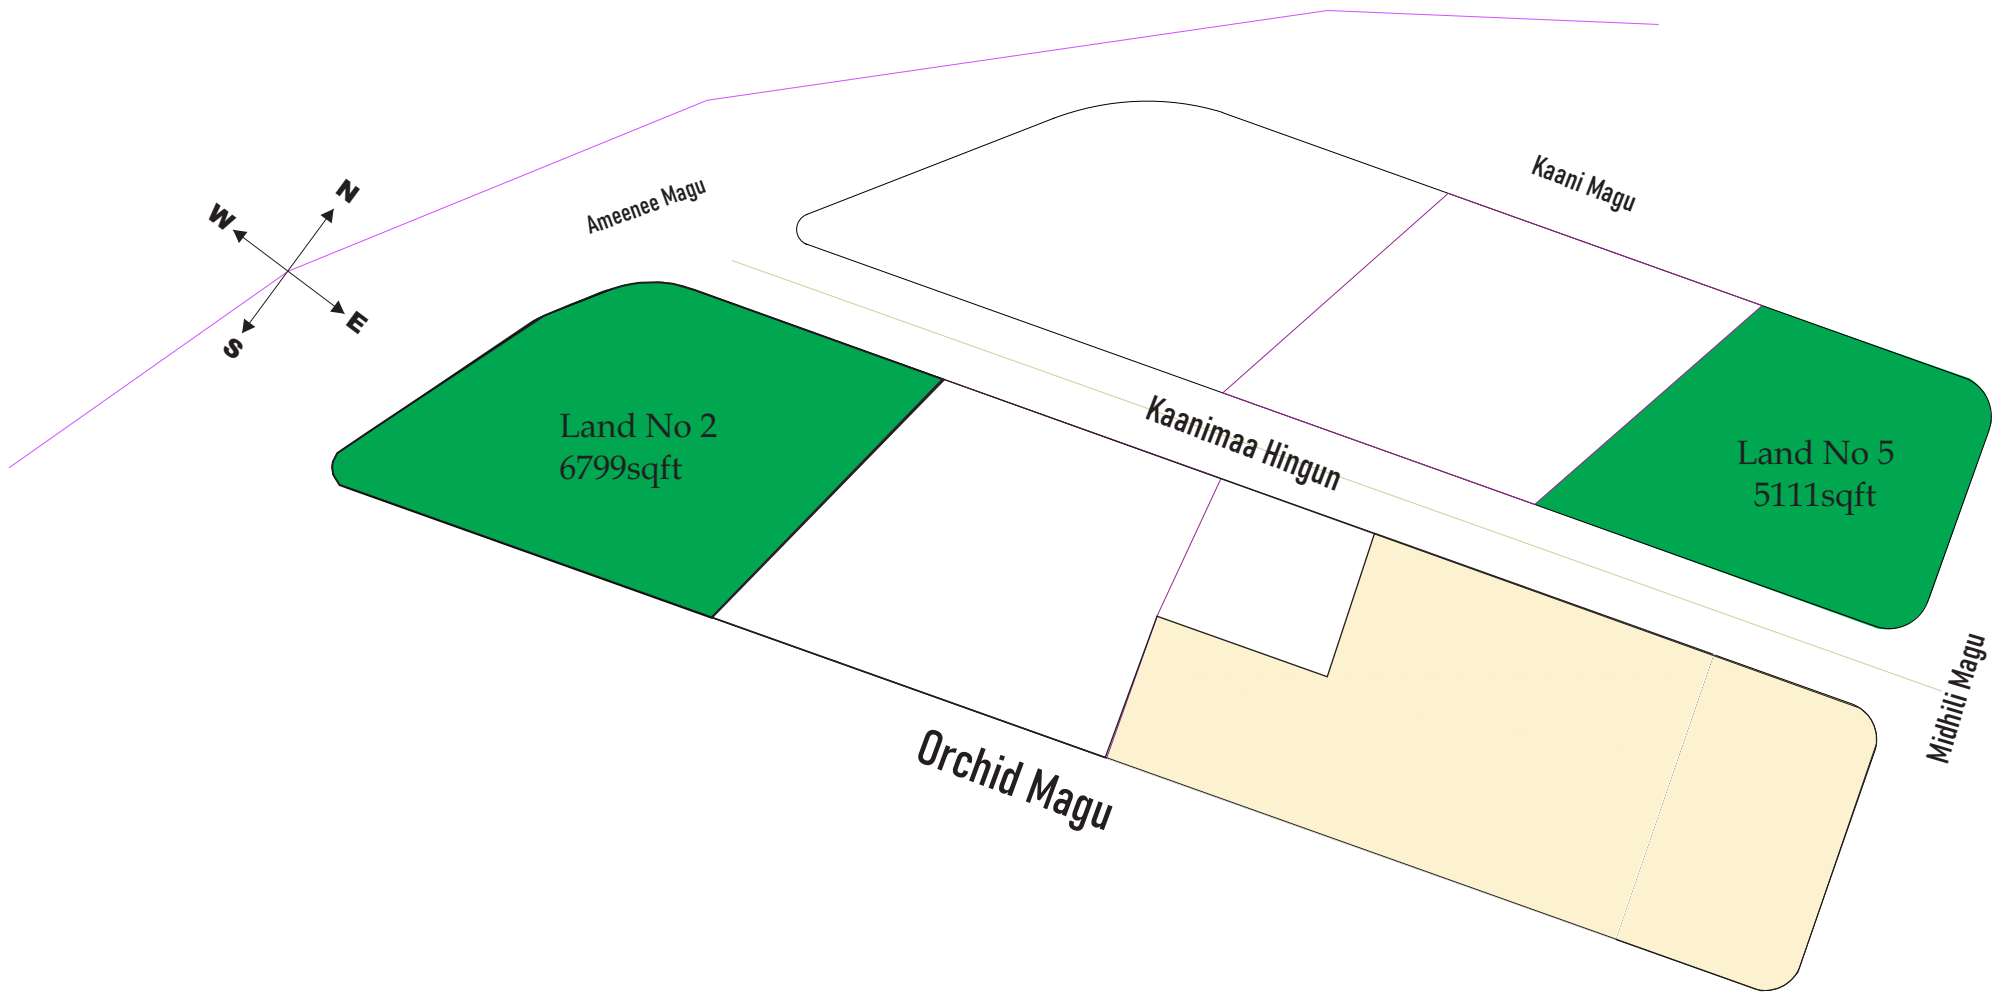 Kaani Magu
N
Ameenee Magu
W
E
S
Land No 2
6799sqft
Kaanimaa Hingun
Land No 5
5111sqft
Midhili Magu
Orchid Magu